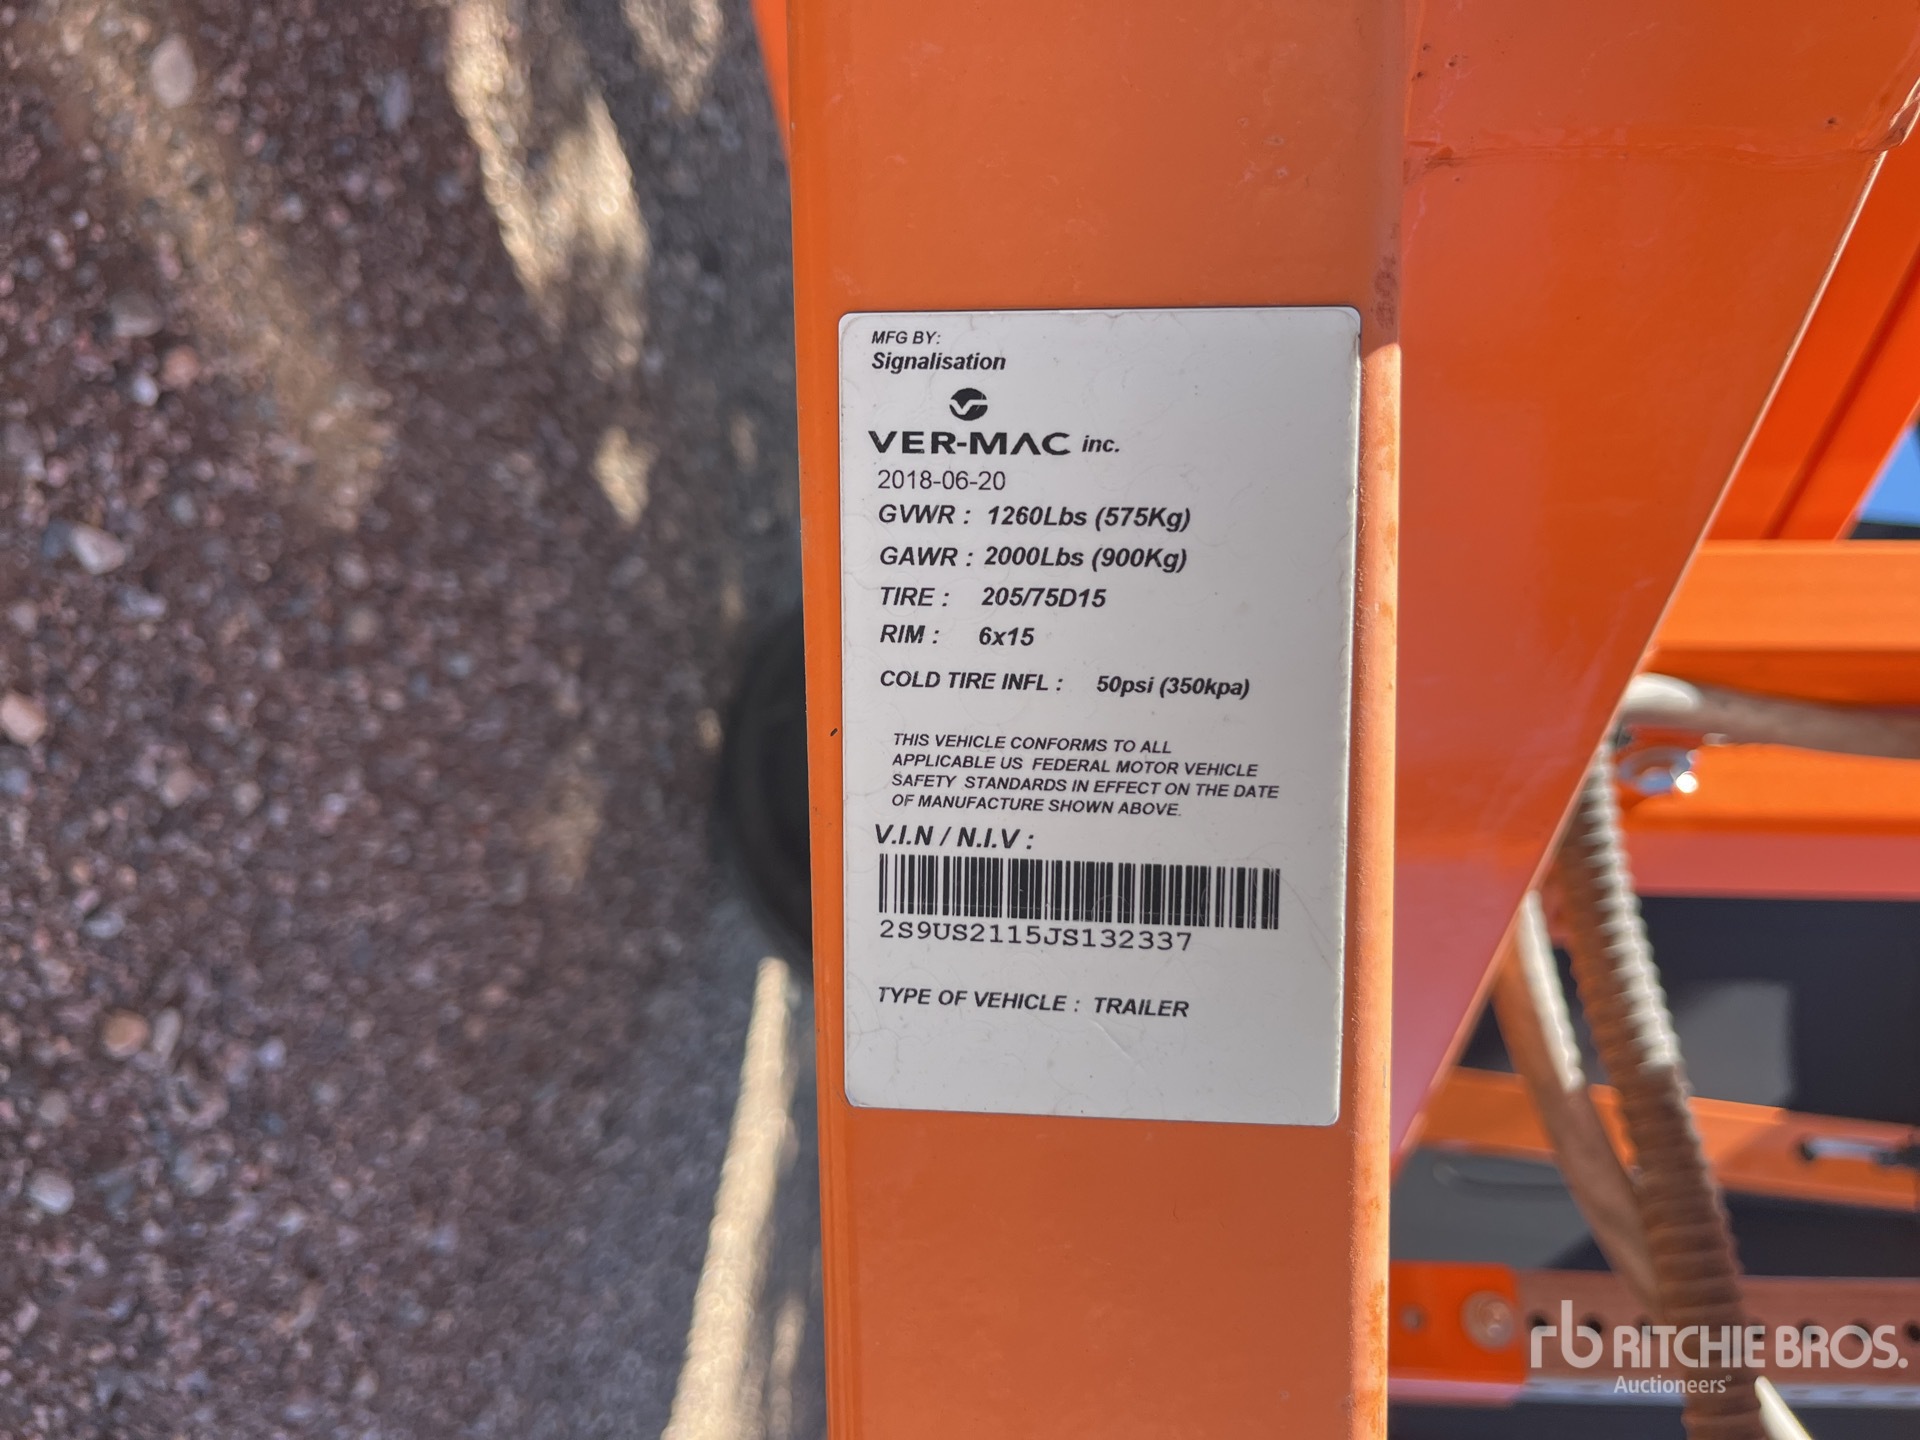 MFG BY:
Signalisation
VER-MAC inc.
2018-06-20
GVWR : 1260Lbs (575Kg)
GAWR : 2000Lbs (900Kg)
TIRE : 205/75D15
RIM : 6x15
COLD TIRE INFL : 50psi (350kpa)
THIS VEHICLE CONFORMS TO ALL
APPLICABLE US FEDERAL MOTOR VEHICLE
SAFETY STANDARDS IN EFFECT ON THE DATE
OF MANUFACTURE SHOWN ABOVE.
V.I.N / N.I.V :
2S9US2115JS132337
TYPE OF VEHICLE : TRAILER
rb RITCHIE BROS.
Auctioneers®